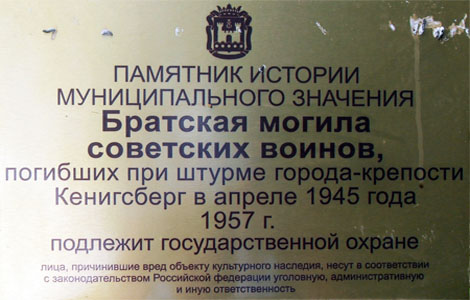 ПАМЯТНИК ИСТОРИИ
МУНИЦИПАЛЬНОГО ЗНАЧЕНИЯ
Братская могила
советских воинов,
погибших при штурме города-крепости
Кенигсберг в апреле 1945 года
1957 г.
подлежит государственной охране
лица, причинившие вред объекту культурного наследия, несут в соответствии
с законодательством Российской федерации уголовную, административную
и иную ответственность